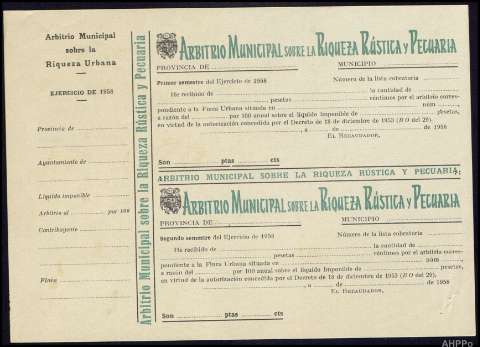 Arbitrio Municipal
sobre la
Riqueza Urbana
EJERCICIO DE 1958
Provincia de
Ayuntamiento de
Líquido imponible
Arbitrio al por 100
Contribuyente
Finca
Arbitrio Municipal sobre la Riqueza Rústica y Pecuaria
ARBITRIO MUNICIPAL SOBRE LA RIQUEZA RÚSTICA Y PECUARIA
PROVINCIA DE MUNICIPIO
Primer semestre del Ejercicio de 1958 Número de la lista cobratoria
He recibido de la cantidad de
pesetas céntimos por el arbitrio corres-
pondiente a la Finca Urbana situada en núm.
a razón del por 100 anual sobre el líquido imponible de pesetas,
en virtud de la autorización concedida por el Decreto de 18 de diciembre de 1953 (B O del 29).
a de de 1958
EL RECAUDADOR,
Son ptas cts
ARBITRIO MUNICIPAL SOBRE LA RIQUEZA RÚSTICA Y PECUARIA:
ARBITRIO MUNICIPAL SOBRE LA RIQUEZA RÚSTICA Y PECUARIA
PROVINCIA DE MUNICIPIO
Segundo semestre del Ejercicio de 1958 Número de la lista cobratoria
He recibido de la cantidad de
pesetas céntimos por el arbitrio corres-
pondiente a la Finca Urbana situada en núm
a razón del por 100 anual sobre el líquido imponible de pesetas,
en virtud de la autorización concedida por el Decreto de 18 de diciembre de 1953 (B O del 29).
a de de 1958
EL RECAUDADOR,
Son ptas cts
AHPPo